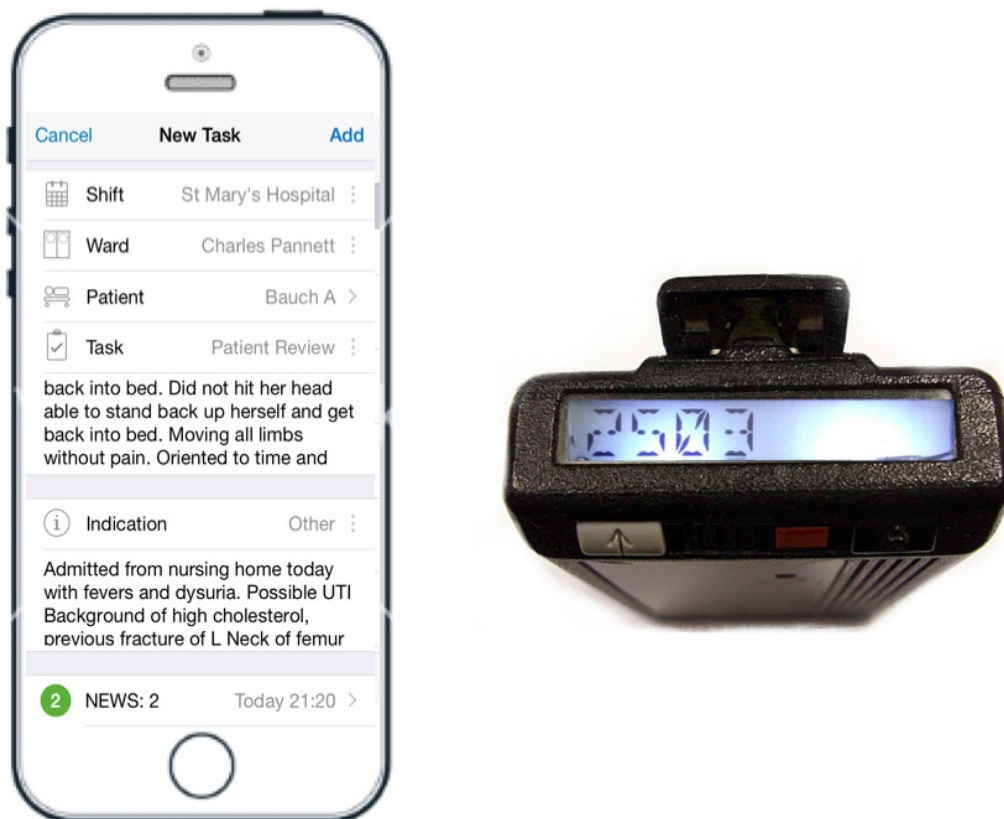 Cancel New Task Add
Shift St Mary's Hospital
Ward Charles Pannett
Patient Bauch A
Task Patient Review
back into bed. Did not hit her head
able to stand back up herself and get
back into bed. Moving all limbs
without pain. Oriented to time and
Indication Other
Admitted from nursing home today
with fevers and dysuria. Possible UTI
Background of high cholesterol,
previous fracture of L Neck of femur
2 NEWS: 2 Today 21:20
2503